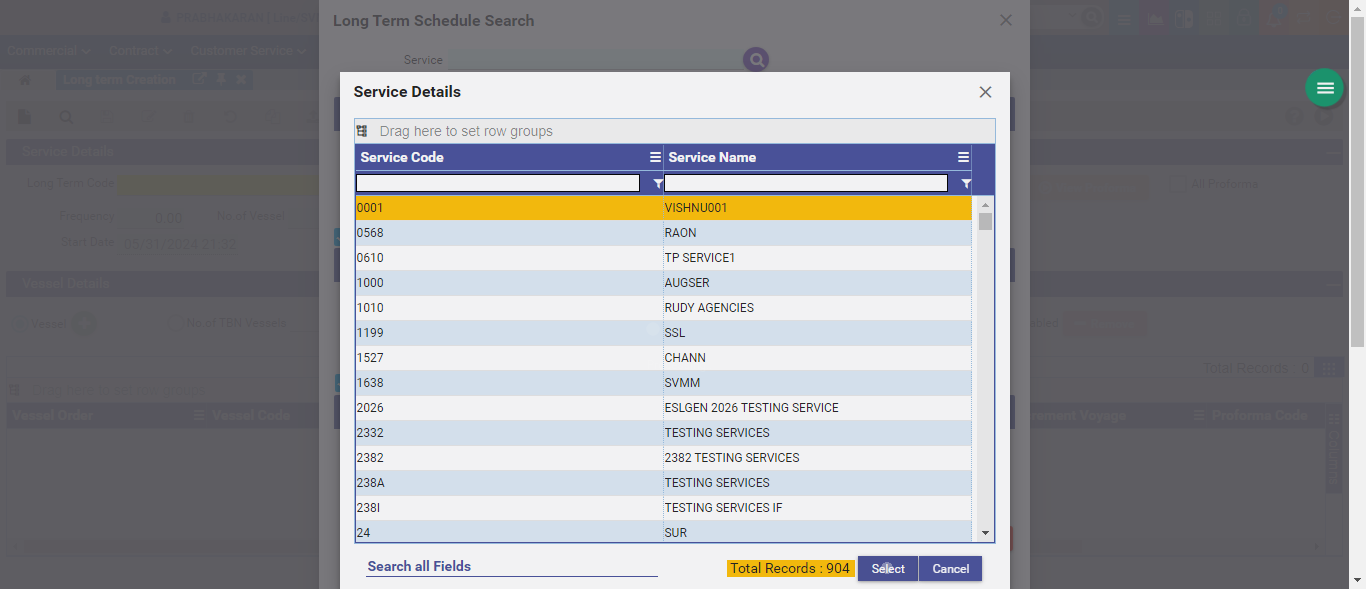 Long Term Schedule Search
Commercial Contract Customer Service
Service
Long term Creation
Service Details
Drag here to set row groups
Service Code Service Name
0001 VISHNU001
0568 RAON
0610 TP SERVICE1
1000 AUGSER
1010 RUDY AGENCIES
1199 SSL
1527 CHANN
1638 SVMM
2026 ESLGEN 2026 TESTING SERVICE
2332 TESTING SERVICES
2382 2382 TESTING SERVICES
238A TESTING SERVICES
238I TESTING SERVICES IF
24 SUR
Search all Fields
Total Records : 904
Select Cancel
Service Details
Long Term Code
All Proforma
Frequency 0.00 No.of Vessel
Start Date
Vessel Details
Vessel No of TBN Vessels
Total Records 0
Vessel Order Vessel Code Voyage Proforma Code